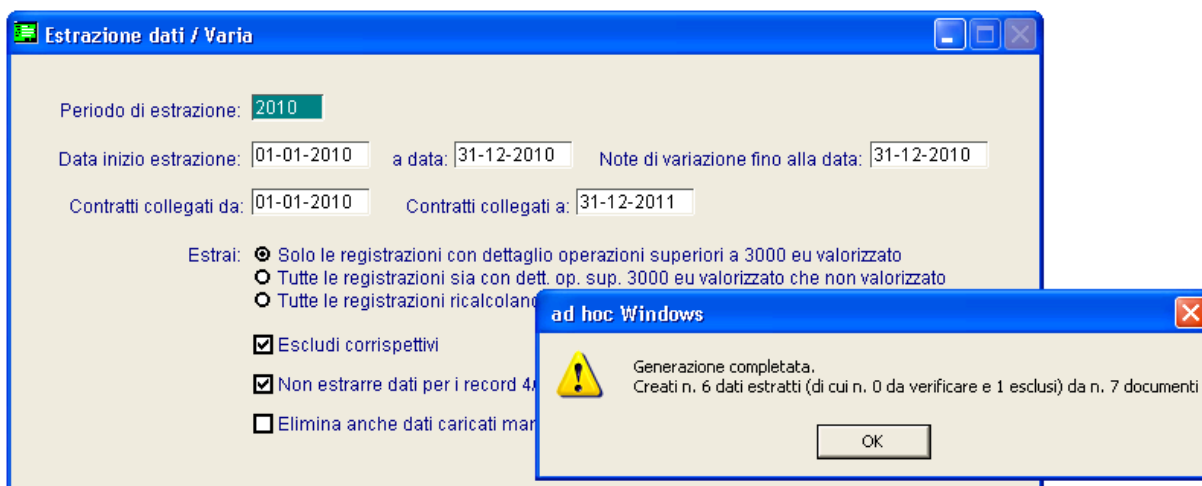 Estrazione dati / Varia
Periodo di estrazione: 2010
Data inizio estrazione: 01-01-2010 a data: 31-12-2010 Note di variazione fino alla data: 31-12-2010
Contratti collegati da: 01-01-2010 Contratti collegati a: 31-12-2011
Estrai: Solo le registrazioni con dettaglio operazioni superiori a 3000 eu valorizzato
Tutte le registrazioni sia con dett. op. sup. 3000 eu valorizzato che non valorizzato
Tutte le registrazioni ricalcolan
Escludi corrispettivi
Non estrarre dati per i record 4/
Elimina anche dati caricati mar
ad hoc Windows
Generazione completata.
Creati n. 6 dati estratti (di cui n. 0 da verificare e 1 esclusi) da n. 7 documenti
OK